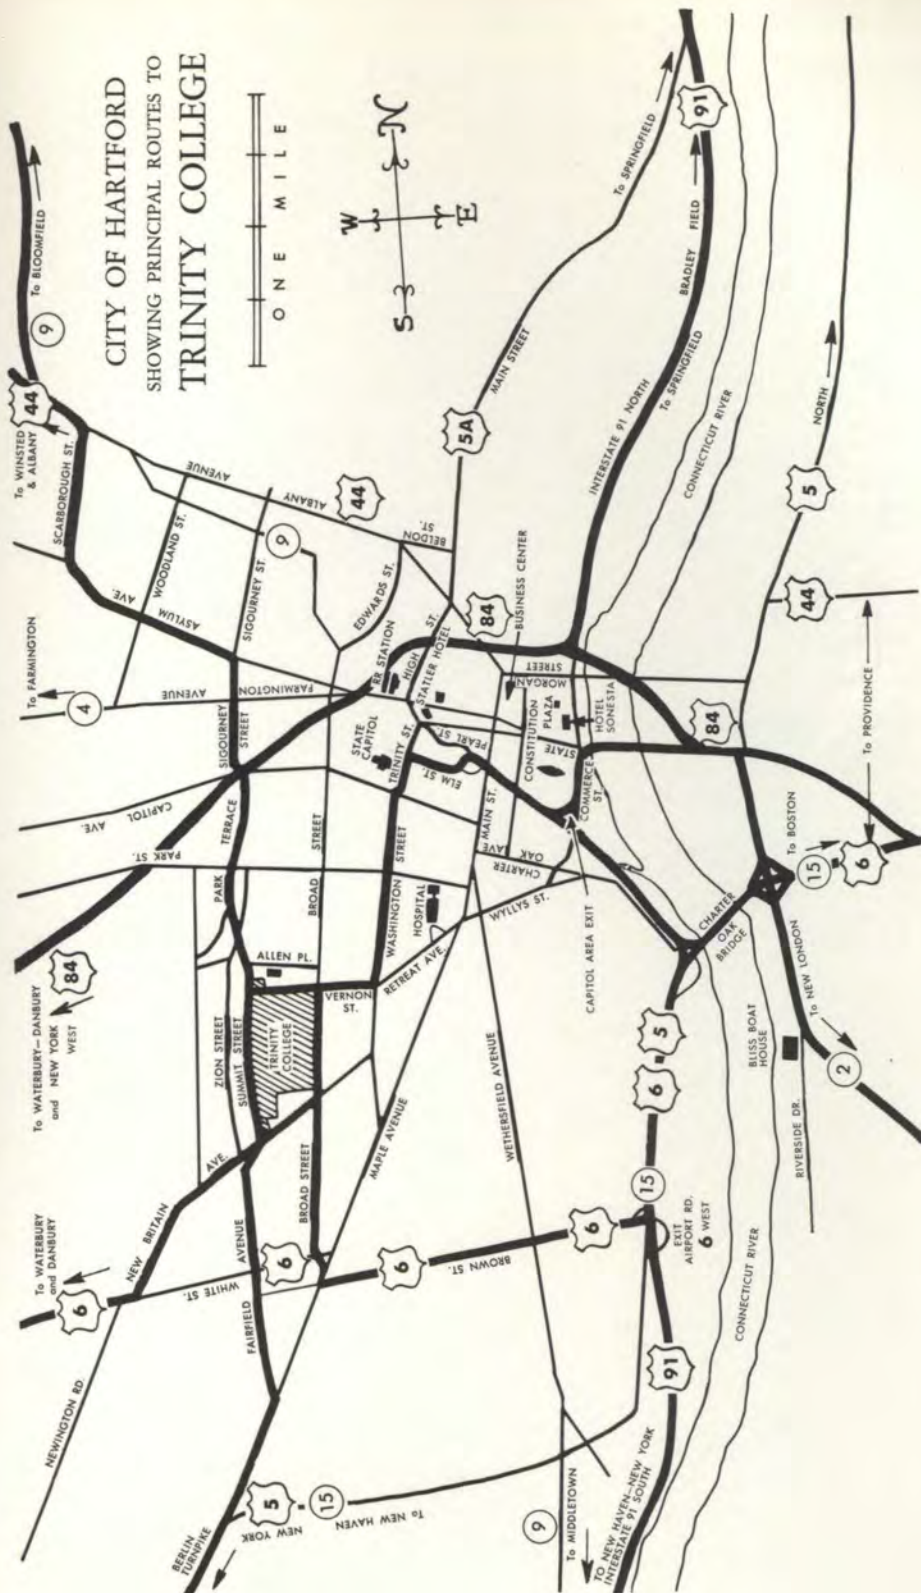 CITY OF HARTFORD
SHOWING PRINCIPAL ROUTES TO
TRINITY COLLEGE
ONE MILE
W
N
S
E
To BLOOMFIELD
9
44
To WINSTED
& ALBANY
SCARBOROUGH ST.
WOODLAND ST.
SIGOURNEY ST.
ALBANY
AVENUE
44
9
BELDON
ST.
EDWARDS ST.
ASYLUM
AVE.
To FARMINGTON
4
FARMINGTON
AVENUE
SIGOURNEY
STREET
RR STATION
HIGH
ST.
STATLER HOTEL
84
BUSINESS CENTER
5A
MAIN STREET
To SPRINGFIELD
91
BRADLEY FIELD
INTERSTATE 91 NORTH
To SPRINGFIELD
CONNECTICUT RIVER
NORTH
5
44
To PROVIDENCE
MORGAN
STREET
CONSTITUTION
PLAZA
HOTEL
SONESTA
STATE
84
COMMERCE
ST.
PEARL ST.
ELM ST.
TRINITY ST.
STATE
CAPITOL
CAPITOL
AVE.
PARK ST.
PARK
TERRACE
BROAD
STREET
WASHINGTON
STREET
HOSPITAL
MAIN ST.
CHARTER
OAK
AVE
WYLLYS ST.
RETREAT AVE.
CAPITOL AREA EXIT
CHARTER
OAK
BRIDGE
15
To BOSTON
6
To NEW LONDON
2
BLISS BOAT
HOUSE
RIVERSIDE DR.
To WATERBURY—DANBURY
and NEW YORK
WEST
84
ZION STREET
SUMMIT STREET
ALLEN PL.
TRINITY
COLLEGE
VERNON
ST.
BROAD STREET
MAPLE AVENUE
WETHERSFIELD AVENUE
5
6
15
EXIT
AIRPORT RD.
6 WEST
To WATERBURY
and DANBURY
6
NEW BRITAIN
AVE.
WHITE ST.
FAIRFIELD
AVENUE
6
6
BROWN ST.
6
91
CONNECTICUT RIVER
NEWINGTON RD.
BERLIN
TURNPIKE
5
15
NEW YORK
To NEW HAVEN
9
To MIDDLETOWN
TO NEW HAVEN—NEW YORK
INTERSTATE 91 SOUTH